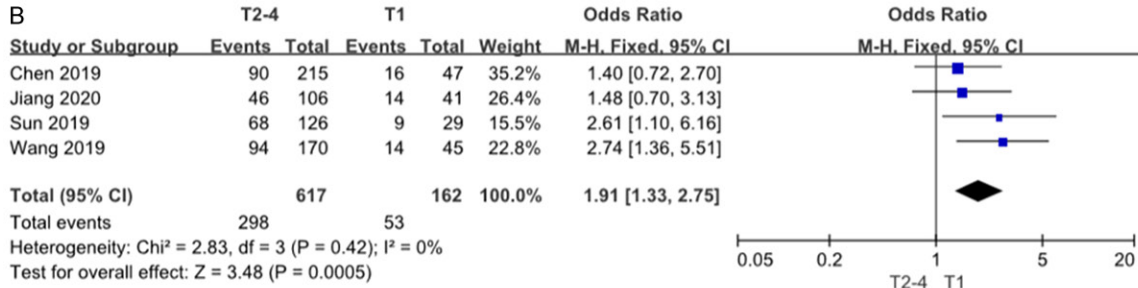 B
T2-4 T1 Odds Ratio Odds Ratio
Study or Subgroup Events Total Events Total Weight M-H, Fixed, 95% CI M-H, Fixed, 95% CI
Chen 2019 90 215 16 47 35.2% 1.40 [0.72, 2.70]
Jiang 2020 46 106 14 41 26.4% 1.48 [0.70, 3.13]
Sun 2019 68 126 9 29 15.5% 2.61 [1.10, 6.16]
Wang 2019 94 170 14 45 22.8% 2.74 [1.36, 5.51]
Total (95% CI) 617 162 100.0% 1.91 [1.33, 2.75]
Total events 298 53
Heterogeneity: Chi² = 2.83, df = 3 (P = 0.42); I² = 0%
Test for overall effect: Z = 3.48 (P = 0.0005)
0.05 0.2 1 5 20
T2-4 T1